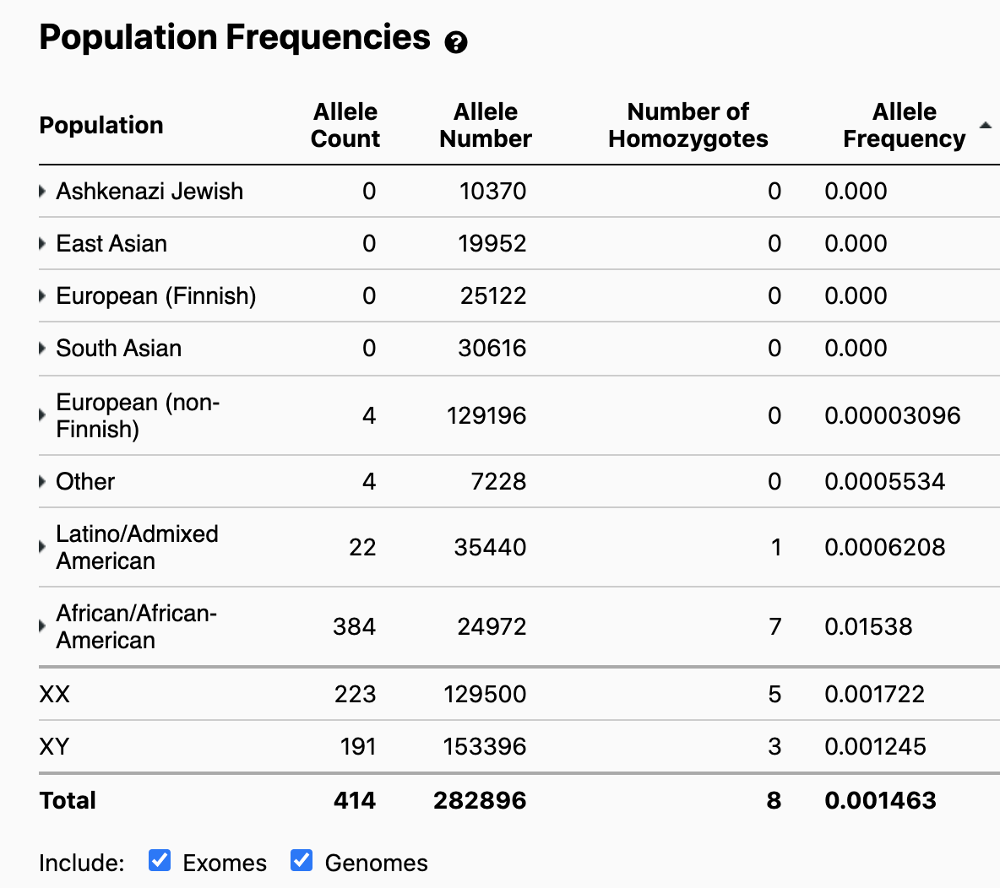 Population Frequencies ?
Population Allele Count Allele Number Number of Homozygotes Allele Frequency
Ashkenazi Jewish 0 10370 0 0.000
East Asian 0 19952 0 0.000
European (Finnish) 0 25122 0 0.000
South Asian 0 30616 0 0.000
European (non-Finnish) 4 129196 0 0.00003096
Other 4 7228 0 0.0005534
Latino/Admixed American 22 35440 1 0.0006208
African/African-American 384 24972 7 0.01538
XX 223 129500 5 0.001722
XY 191 153396 3 0.001245
Total 414 282896 8 0.001463
Include: Exomes Genomes